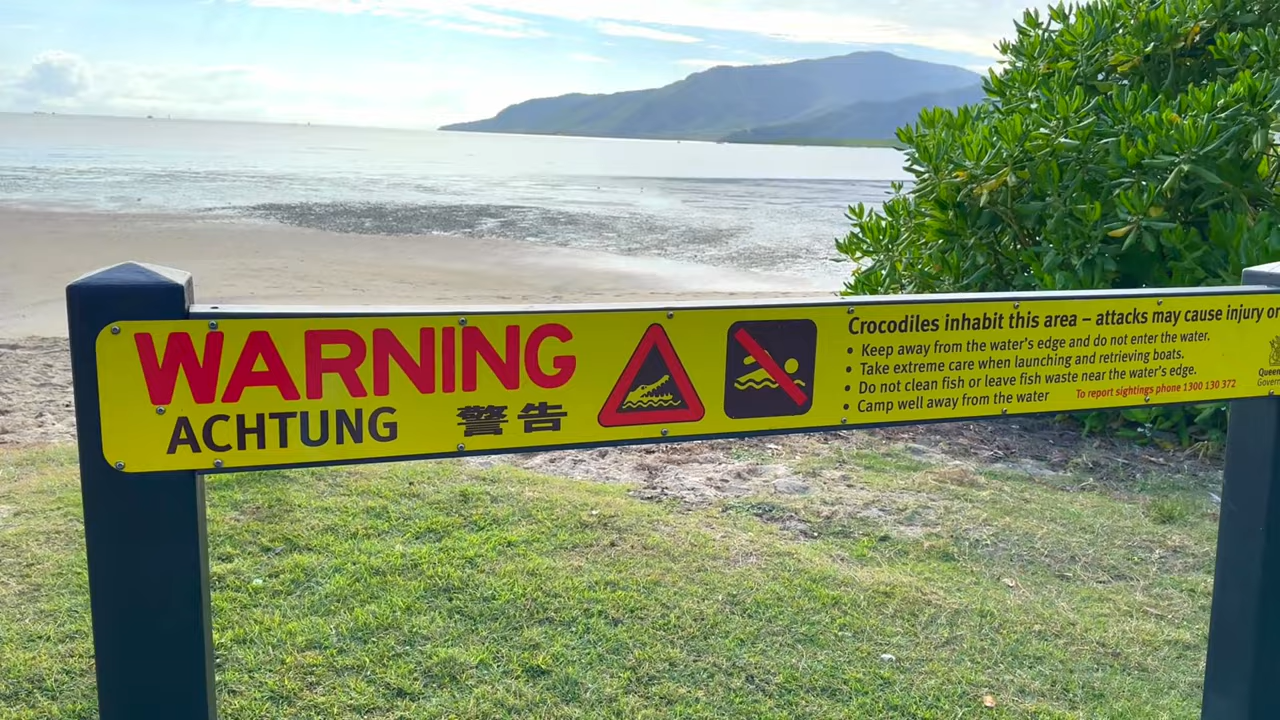 WARNING
ACHTUNG 警告
Crocodiles inhabit this area – attacks may cause injury or
• Keep away from the water's edge and do not enter the water.
• Take extreme care when launching and retrieving boats.
• Do not clean fish or leave fish waste near the water's edge.
• Camp well away from the water
To report sightings phone 1300 130 372